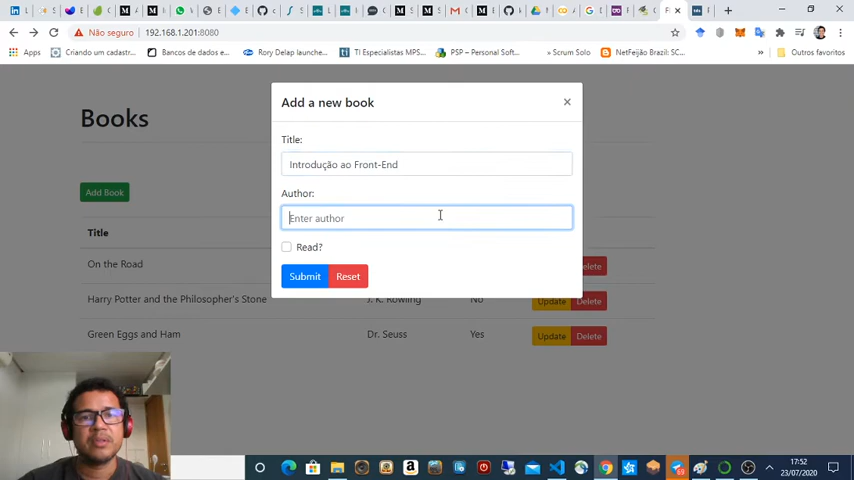 Não seguro 192.168.1.201:8080
Apps Criando um cadastr... Bancos de dados e... Rory Delap launche... TI Especialistas MPS... PSP – Personal Soft... » Scrum Solo NetFeijão Brazil: SC... Outros favoritos
Books
Add Book
Title
On the Road
Harry Potter and the Philosopher's Stone J. K. Rowling No Update Delete
Green Eggs and Ham Dr. Seuss Yes Update Delete
Add a new book ×
Title:
Introdução ao Front-End
Author:
Enter author
Read?
Submit Reset
17:52
23/07/2020